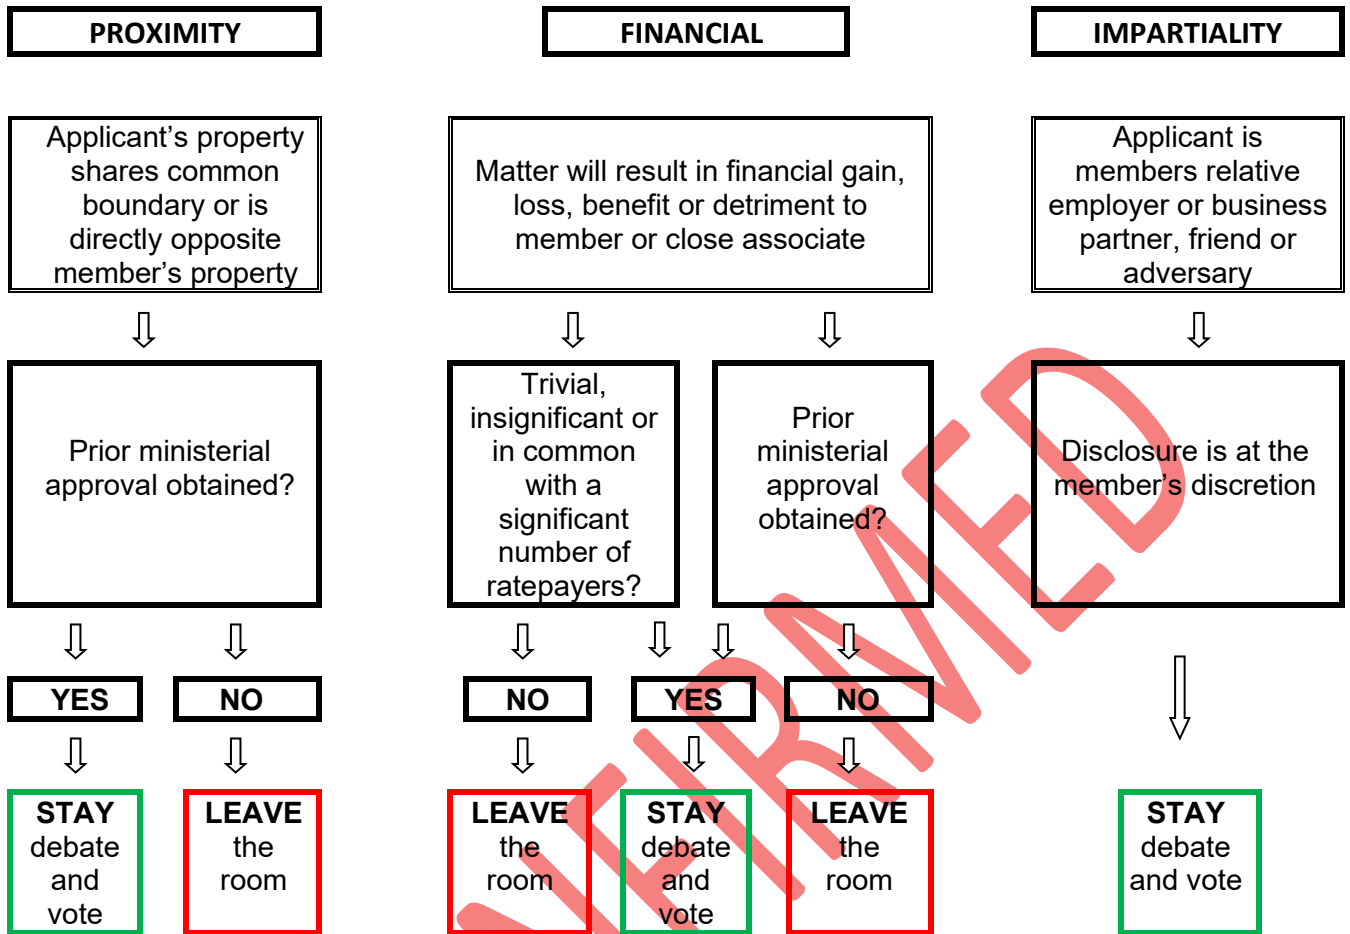 PROXIMITY
FINANCIAL
IMPARTIALITY
Applicant's property
shares common
boundary or is
directly opposite
member's property
Matter will result in financial gain,
loss, benefit or detriment to
member or close associate
Applicant is
members relative
employer or business
partner, friend or
adversary
Prior ministerial
approval obtained?
Trivial,
insignificant or
in common
with a
significant
number of
ratepayers?
Prior
ministerial
approval
obtained?
Disclosure is at the
member's discretion
YES
NO
NO
YES
NO
STAY
debate
and
vote
LEAVE
the
room
LEAVE
the
room
STAY
debate
and
vote
LEAVE
the
room
STAY
debate
and vote
NFIRMED